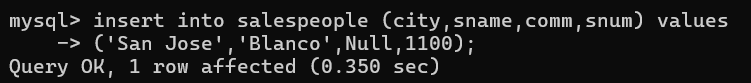 mysql> insert into salespeople (city,sname,comm,snum) values
    -> ('San Jose','Blanco',Null,1100);
Query OK, 1 row affected (0.350 sec)